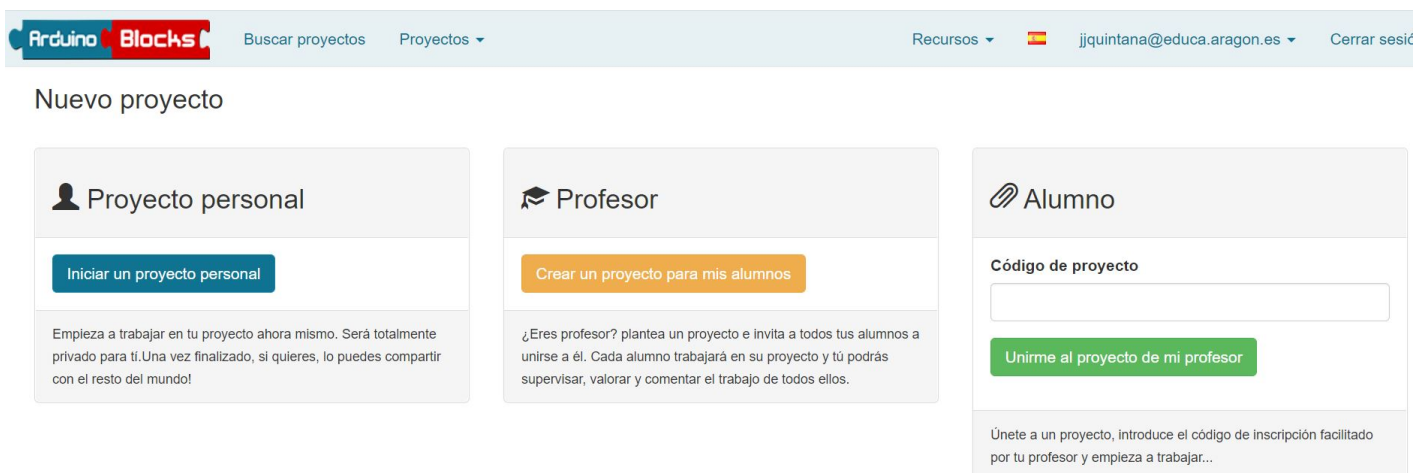 Arduino Blocks Buscar proyectos Proyectos Recursos jjquintana@educa.aragon.es Cerrar sesió
Nuevo proyecto
Proyecto personal
Iniciar un proyecto personal
Empieza a trabajar en tu proyecto ahora mismo. Será totalmente
privado para tí.Una vez finalizado, si quieres, lo puedes compartir
con el resto del mundo!
Profesor
Crear un proyecto para mis alumnos
¿Eres profesor? plantea un proyecto e invita a todos tus alumnos a
unirse a él. Cada alumno trabajará en su proyecto y tú podrás
supervisar, valorar y comentar el trabajo de todos ellos.
Alumno
Código de proyecto
Unirme al proyecto de mi profesor
Únete a un proyecto, introduce el código de inscripción facilitado
por tu profesor y empieza a trabajar...